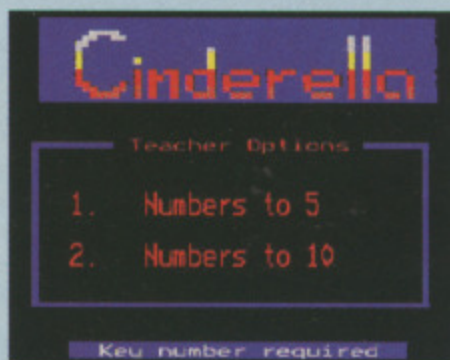 Cinderella
Teacher Options
1. Numbers to 5
2. Numbers to 10
Key number required